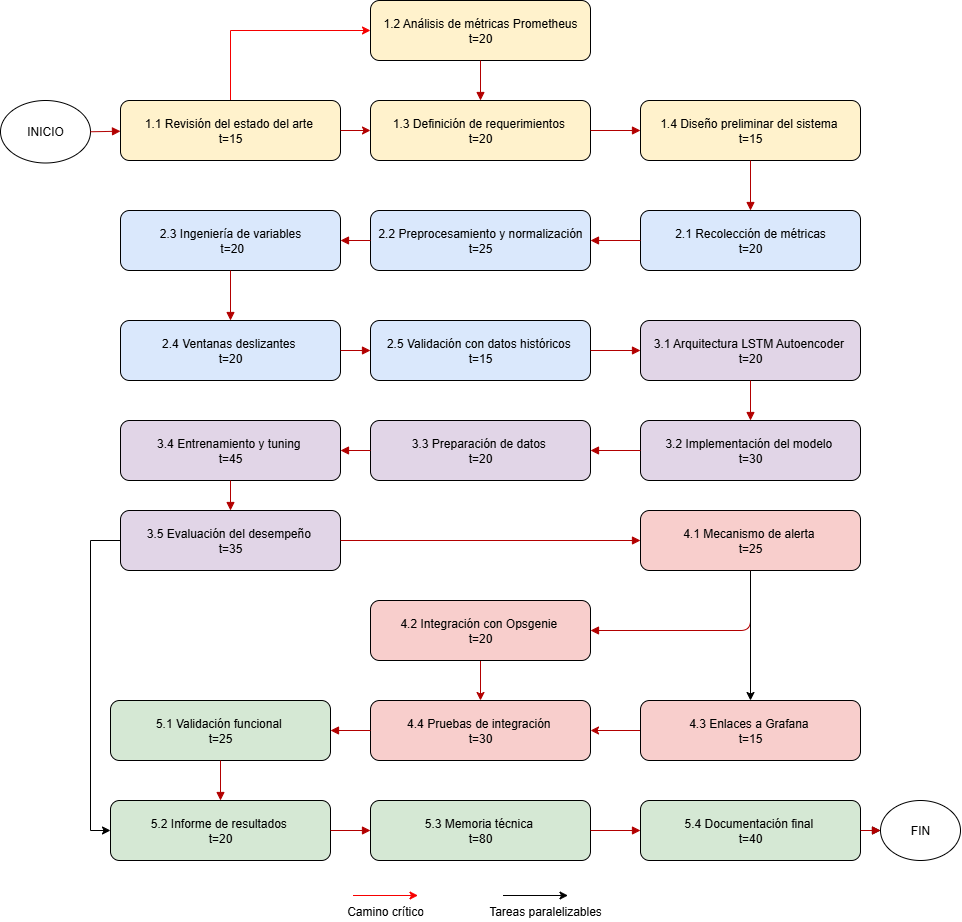 1.2 Análisis de métricas Prometheus
t=20
INICIO
1.1 Revisión del estado del arte
t=15
1.3 Definición de requerimientos
t=20
1.4 Diseño preliminar del sistema
t=15
2.3 Ingeniería de variables
t=20
2.2 Preprocesamiento y normalización
t=25
2.1 Recolección de métricas
t=20
2.4 Ventanas deslizantes
t=20
2.5 Validación con datos históricos
t=15
3.1 Arquitectura LSTM Autoencoder
t=20
3.4 Entrenamiento y tuning
t=45
3.3 Preparación de datos
t=20
3.2 Implementación del modelo
t=30
3.5 Evaluación del desempeño
t=35
4.1 Mecanismo de alerta
t=25
4.2 Integración con Opsgenie
t=20
5.1 Validación funcional
t=25
4.4 Pruebas de integración
t=30
4.3 Enlaces a Grafana
t=15
5.2 Informe de resultados
t=20
5.3 Memoria técnica
t=80
5.4 Documentación final
t=40
FIN
Camino crítico
Tareas paralelizables